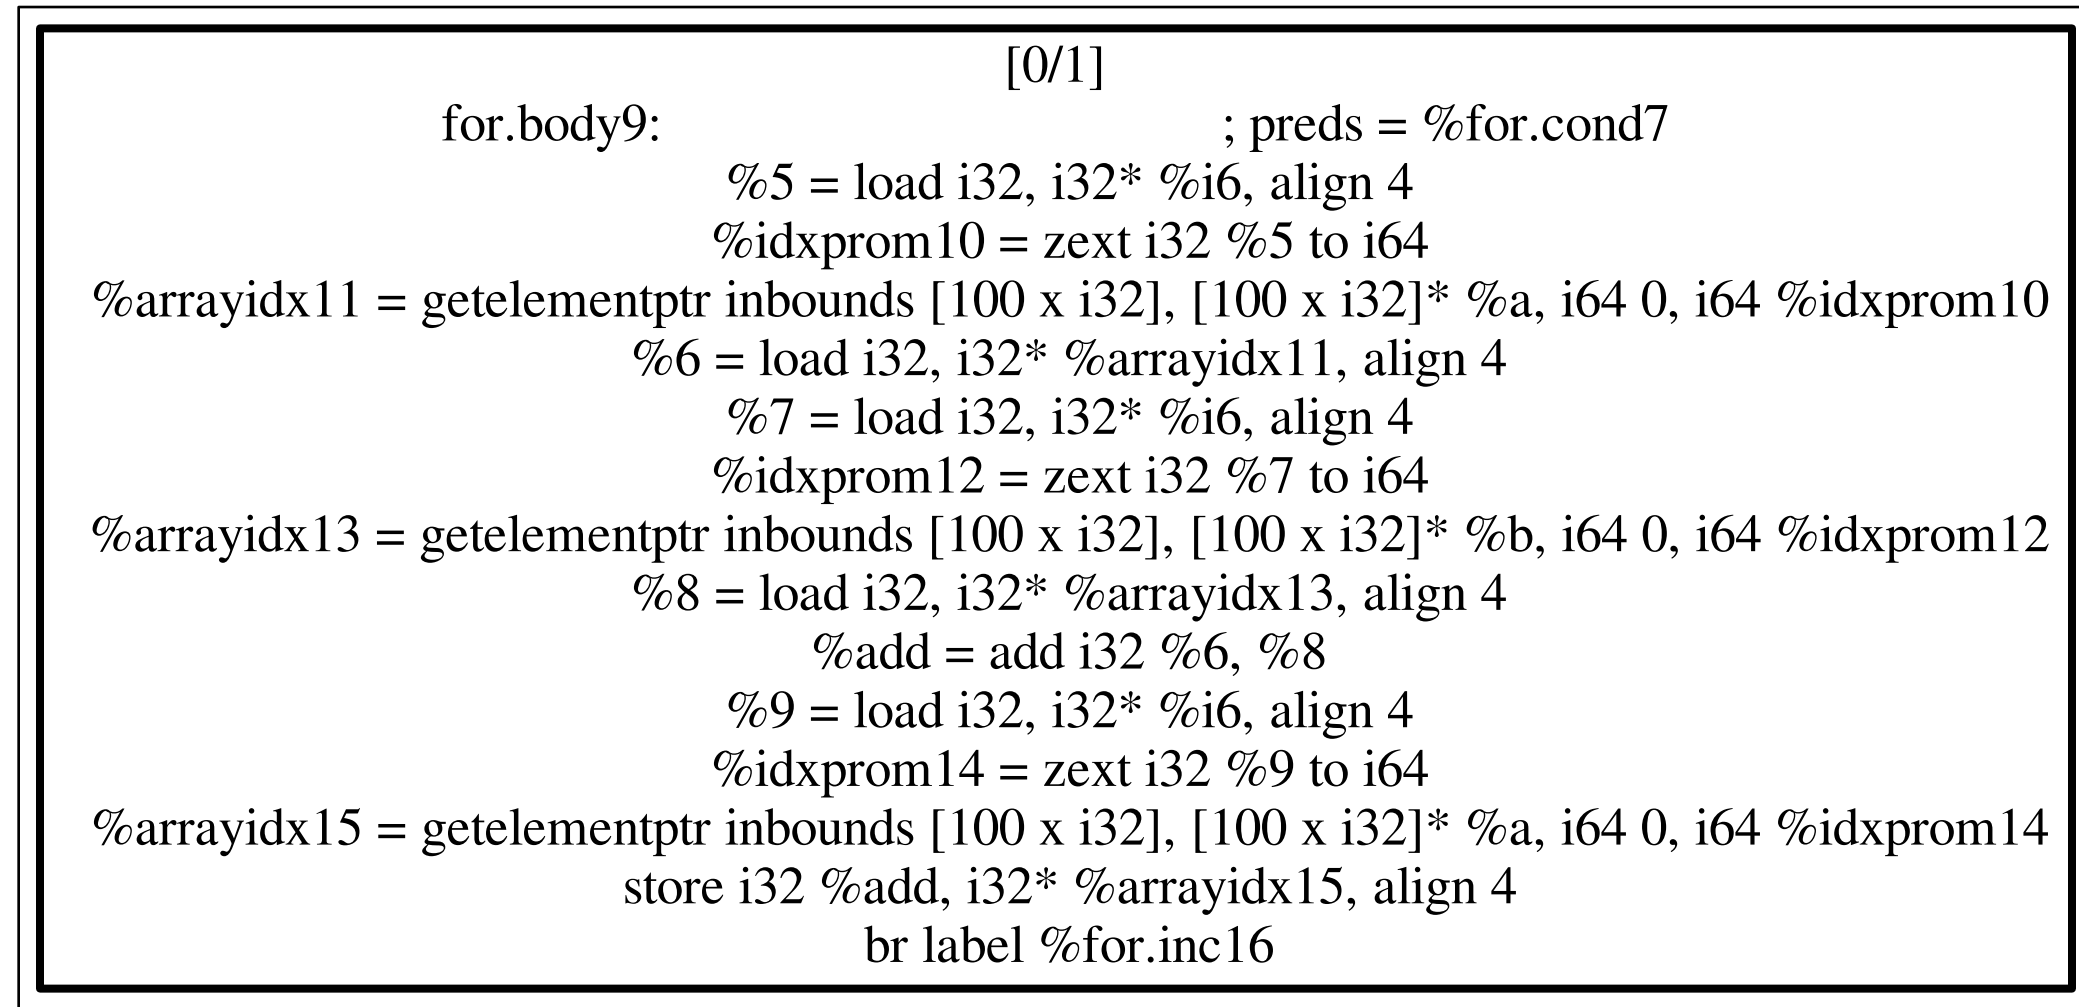 [0/1]
for.body9: ; preds = %for.cond7
%5 = load i32, i32* %i6, align 4
%idxprom10 = zext i32 %5 to i64
%arrayidx11 = getelementptr inbounds [100 x i32], [100 x i32]* %a, i64 0, i64 %idxprom10
%6 = load i32, i32* %arrayidx11, align 4
%7 = load i32, i32* %i6, align 4
%idxprom12 = zext i32 %7 to i64
%arrayidx13 = getelementptr inbounds [100 x i32], [100 x i32]* %b, i64 0, i64 %idxprom12
%8 = load i32, i32* %arrayidx13, align 4
%add = add i32 %6, %8
%9 = load i32, i32* %i6, align 4
%idxprom14 = zext i32 %9 to i64
%arrayidx15 = getelementptr inbounds [100 x i32], [100 x i32]* %a, i64 0, i64 %idxprom14
store i32 %add, i32* %arrayidx15, align 4
br label %for.inc16